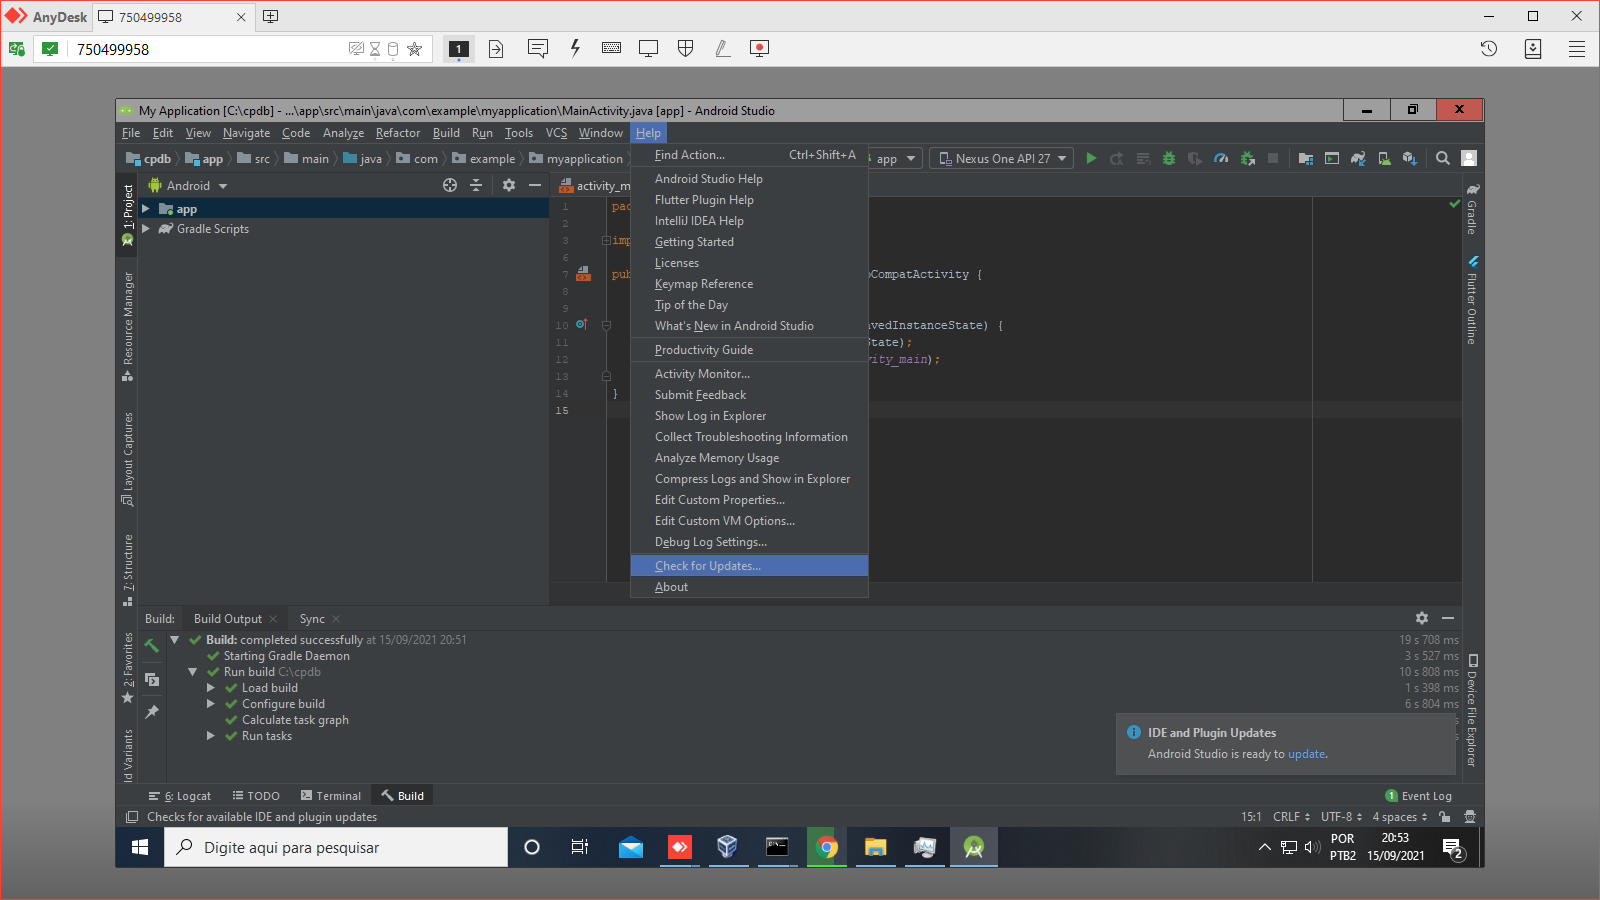 AnyDesk 750499958
750499958
1
My Application [C:\cpdb] - ...\app\src\main\java\com\example\myapplication\MainActivity.java [app] - Android Studio
File Edit View Navigate Code Analyze Refactor Build Run Tools VCS Window Help
cpdb app src main java com example myapplication
app Nexus One API 27
Find Action... Ctrl+Shift+A
Android Studio Help
Flutter Plugin Help
IntelliJ IDEA Help
Getting Started
Licenses
Keymap Reference
Tip of the Day
What's New in Android Studio
Productivity Guide
Activity Monitor...
Submit Feedback
Show Log in Explorer
Collect Troubleshooting Information
Analyze Memory Usage
Compress Logs and Show in Explorer
Edit Custom Properties...
Edit Custom VM Options...
Debug Log Settings...
Check for Updates...
About
1: Project
Resource Manager
Layout Captures
7: Structure
2: Favorites
ld Variants
Android
app
Gradle Scripts
activity_m
1 pac
2
3 imp
6
7 pub CompatActivity {
8
9
10 avedInstanceState) {
11 State);
12 vity_main);
13
14 }
15
Gradle
Flutter Outline
Device File Explorer
Build: Build Output Sync
Build: completed successfully at 15/09/2021 20:51 19 s 708 ms
Starting Gradle Daemon 3 s 527 ms
Run build C:\cpdb 10 s 808 ms
Load build 1 s 398 ms
Configure build 6 s 804 ms
Calculate task graph
Run tasks
IDE and Plugin Updates
Android Studio is ready to update.
6: Logcat TODO Terminal Build 1 Event Log
Checks for available IDE and plugin updates 15:1 CRLF UTF-8 4 spaces
Digite aqui para pesquisar
POR
PTB2
20:53
15/09/2021
2